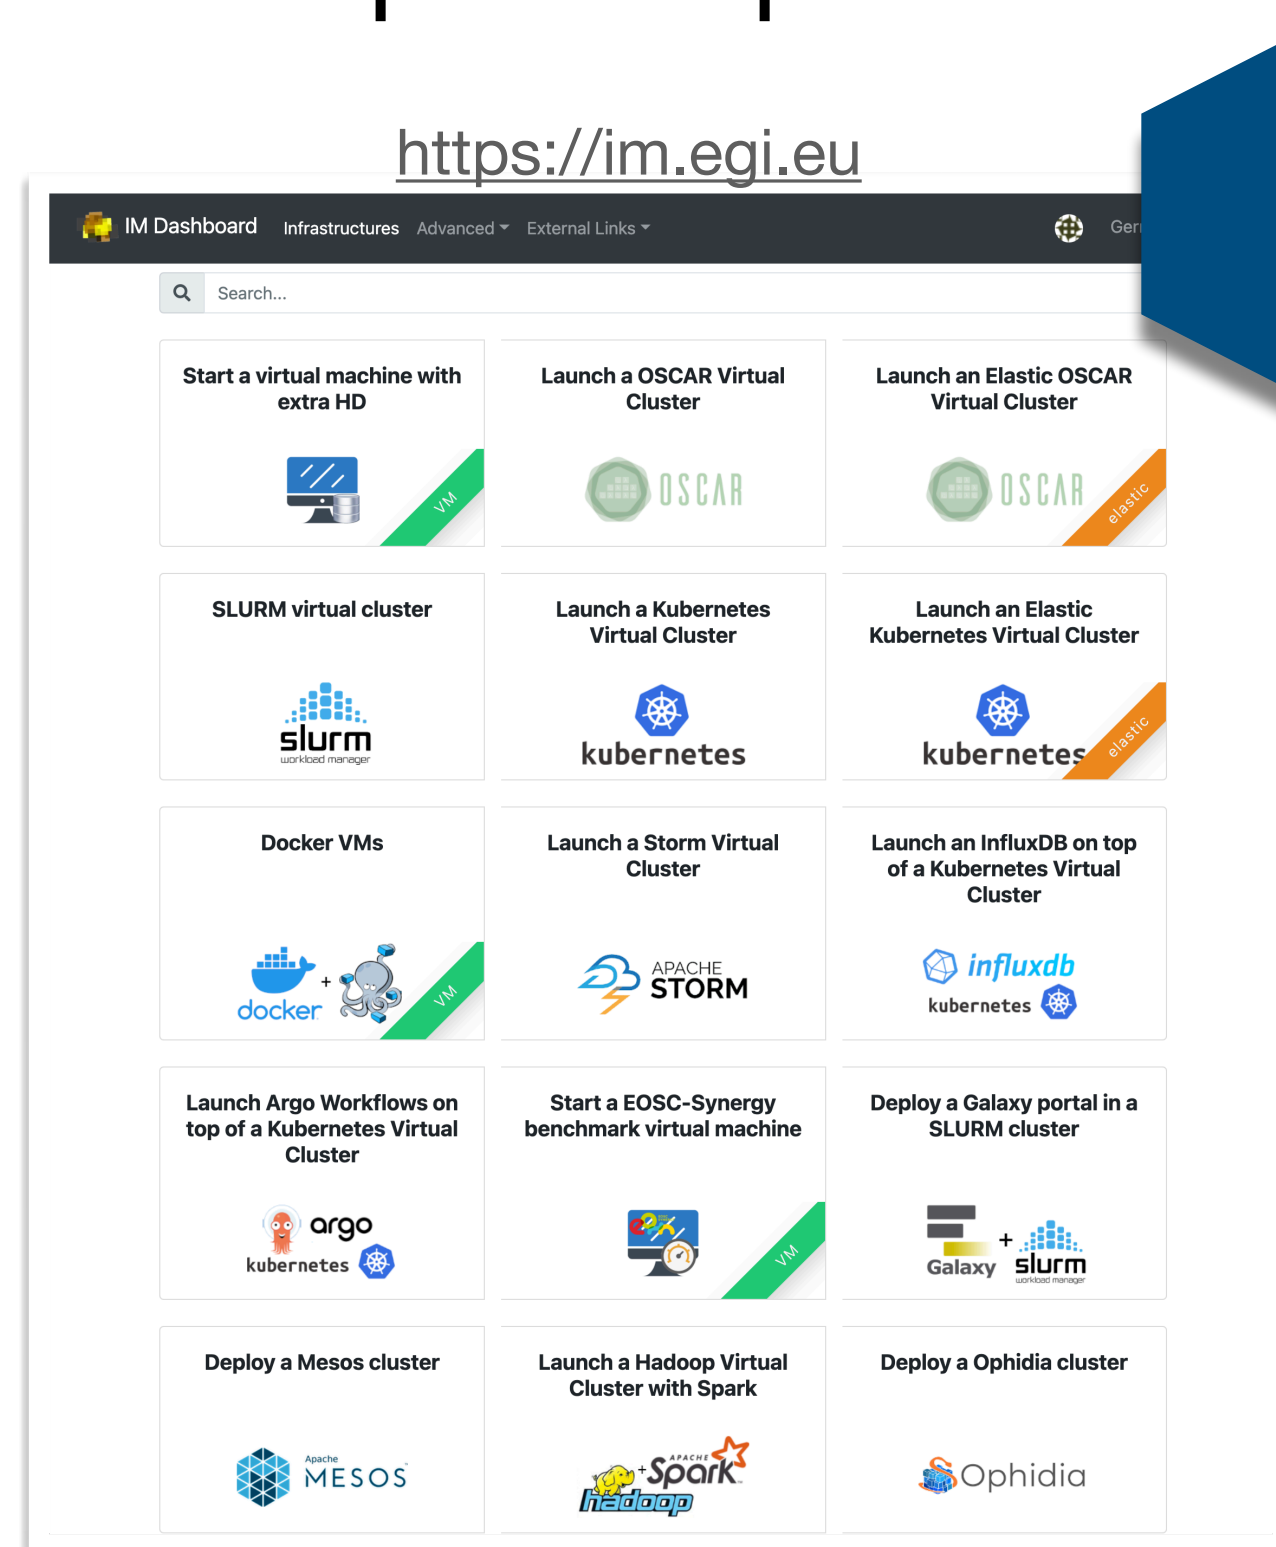 https://im.egi.eu
IM Dashboard Infrastructures Advanced External Links
Search...
Start a virtual machine with
extra HD
VM
Launch a OSCAR Virtual
Cluster
OSCAR
Launch an Elastic OSCAR
Virtual Cluster
OSCAR
elastic
SLURM virtual cluster
slurm
workload manager
Launch a Kubernetes
Virtual Cluster
kubernetes
Launch an Elastic
Kubernetes Virtual Cluster
kubernetes
elastic
Docker VMs
docker
+
VM
Launch a Storm Virtual
Cluster
APACHE
STORM
Launch an InfluxDB on top
of a Kubernetes Virtual
Cluster
influxdb
kubernetes
Launch Argo Workflows on
top of a Kubernetes Virtual
Cluster
argo
kubernetes
Start a EOSC-Synergy
benchmark virtual machine
VM
Deploy a Galaxy portal in a
SLURM cluster
Galaxy
+
slurm
workload manager
Deploy a Mesos cluster
Apache
MESOS
Launch a Hadoop Virtual
Cluster with Spark
hadoop
+
APACHE
Spark
Deploy a Ophidia cluster
Ophidia